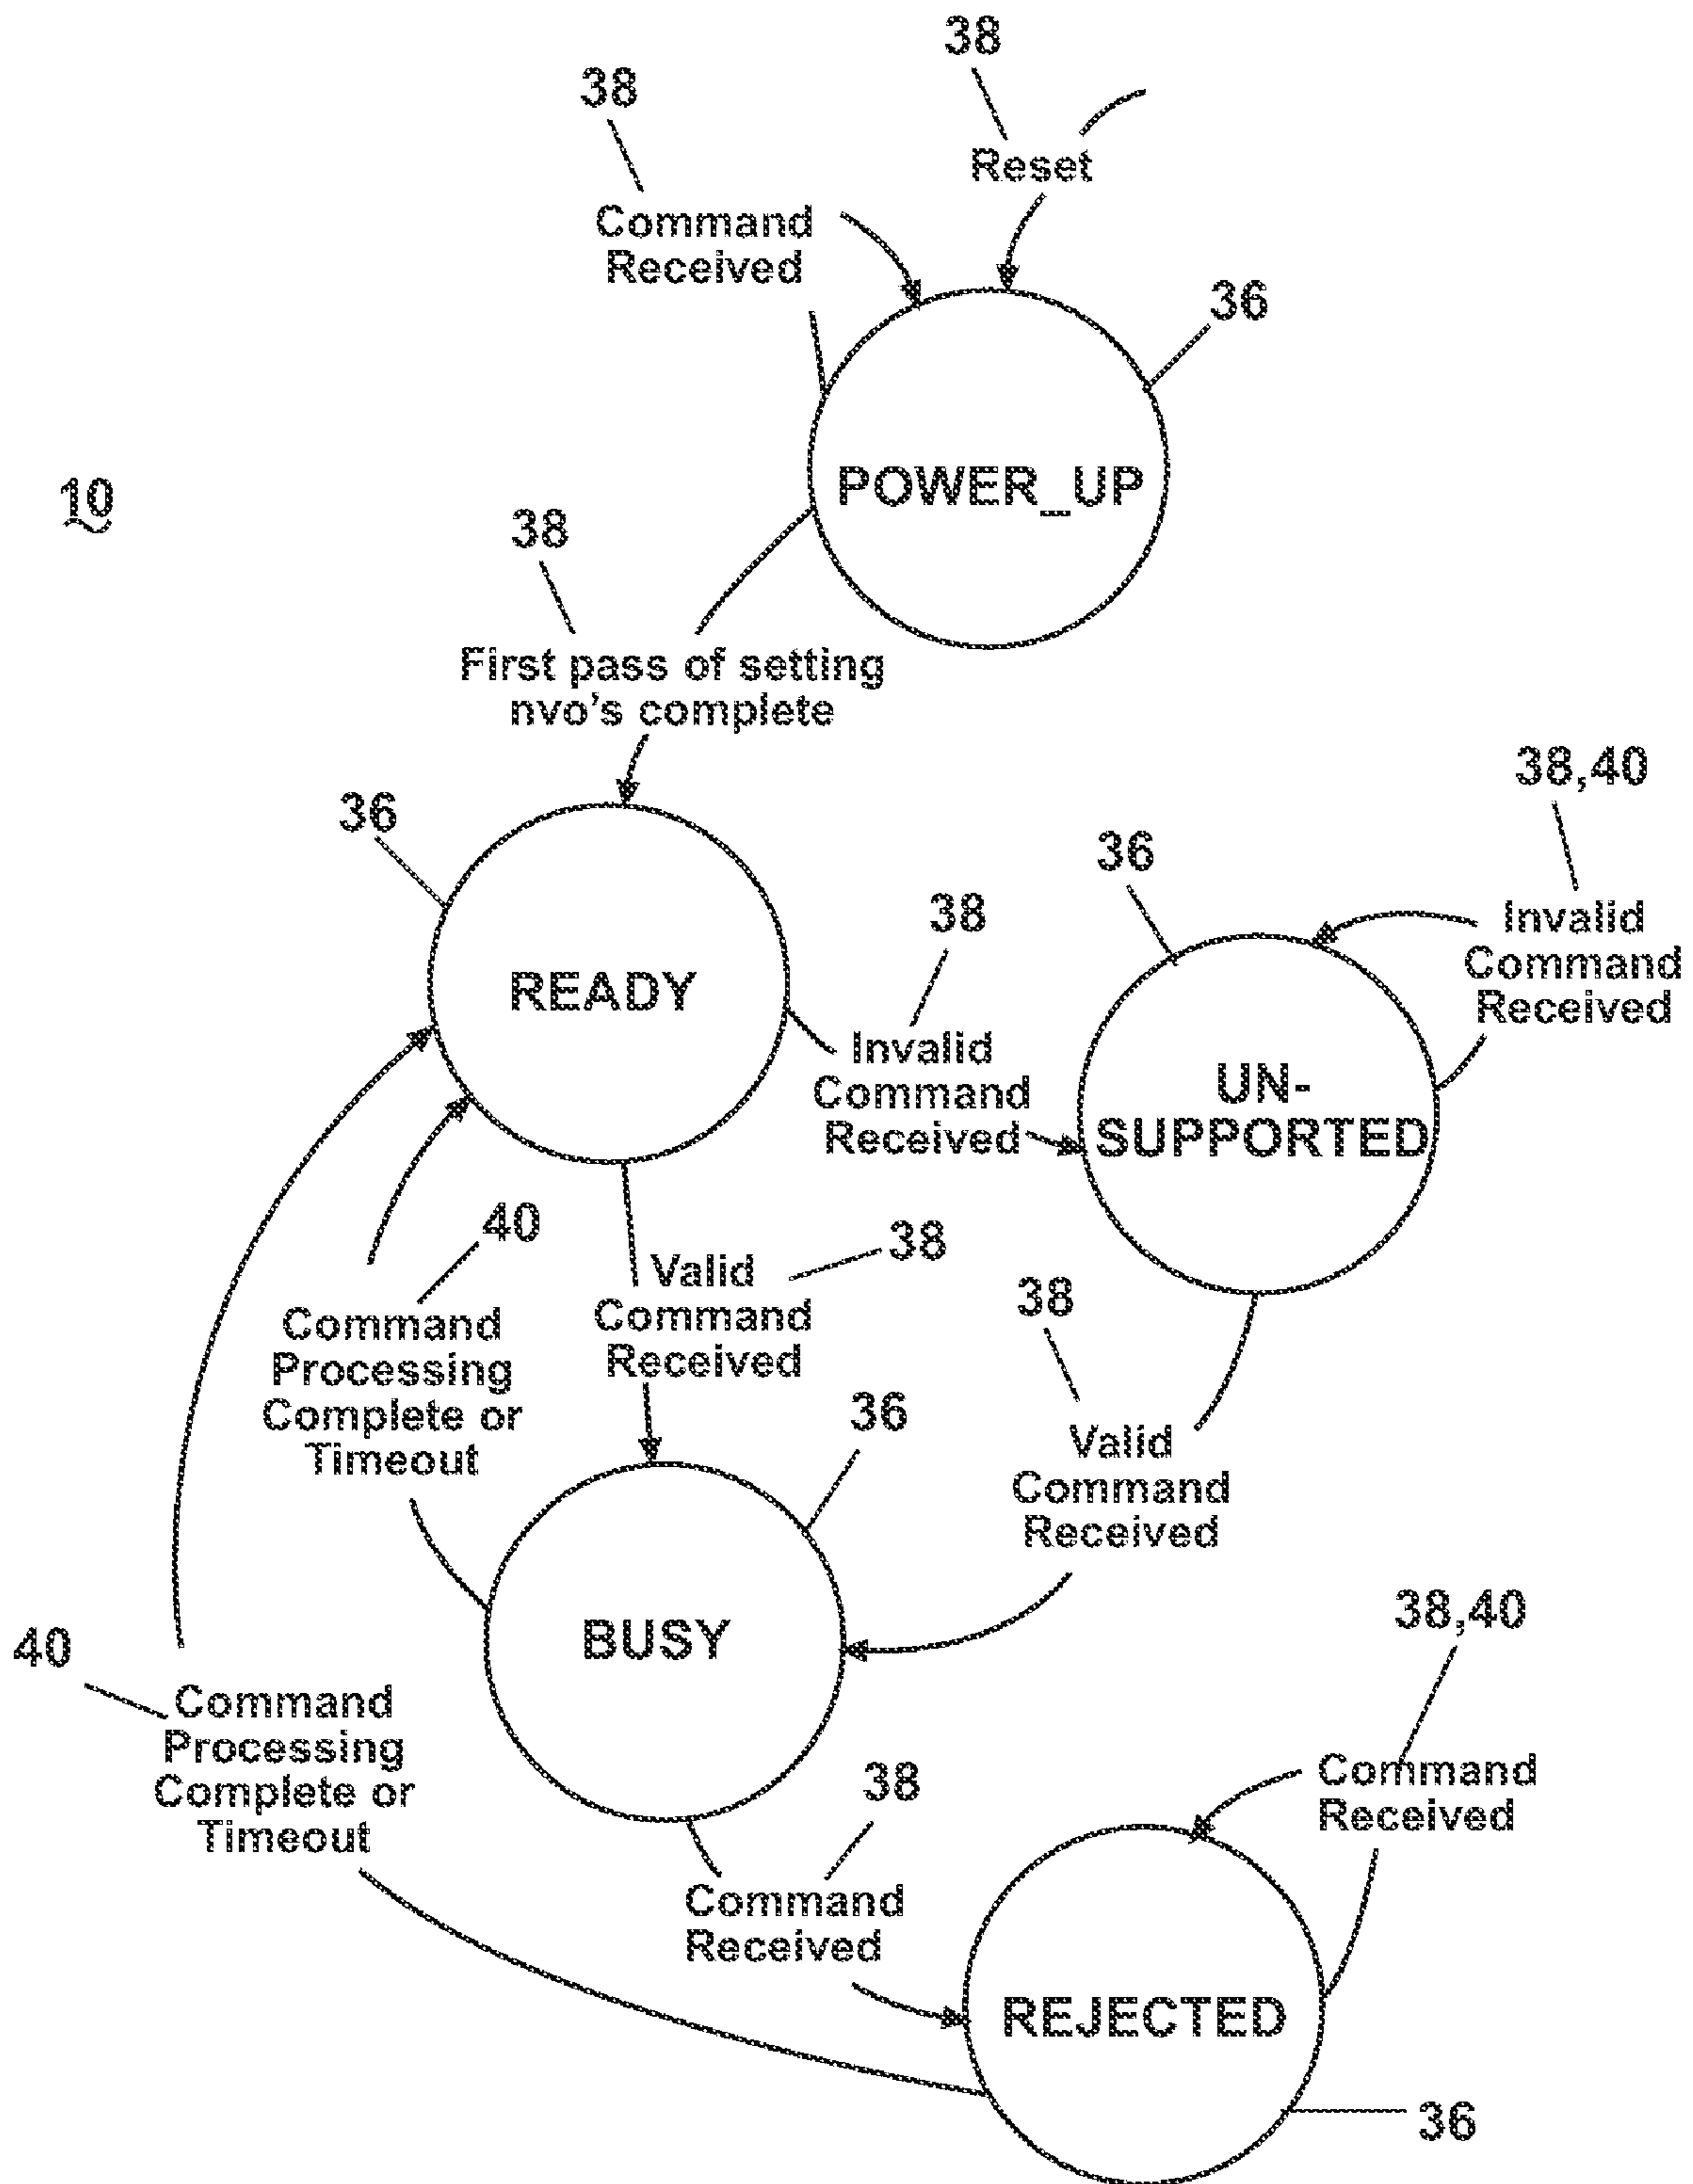 38
38
Reset
Command
Received
36
POWER_UP
10
38
First pass of setting
nvo's complete
38,40
36
36
38
Invalid
Command
Received
READY
Invalid
Command
Received
UN-
SUPPORTED
40
38
Valid
Command
Received
38
Command
Processing
Complete or
Timeout
36
Valid
Command
Received
BUSY
38,40
40
Command
Processing
Complete or
Timeout
38
Command
Received
Command
Received
REJECTED
36